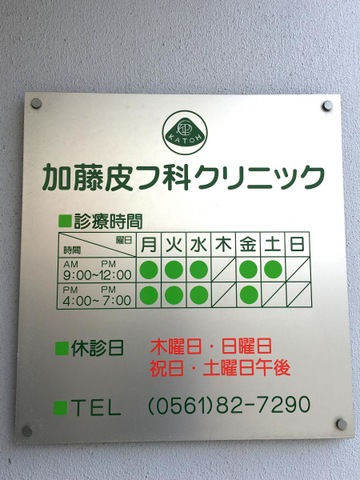 KATOH
加藤皮フ科クリニック
■診療時間
曜日
時間
月 火 水 木 金 土 日
AM PM
9:00~12:00 ● ● ● ／ ● ● ／
PM PM
4:00~7:00 ● ● ● ／ ● ／ ／
■休診日 木曜日・日曜日
祝日・土曜日午後
■TEL (0561)82-7290